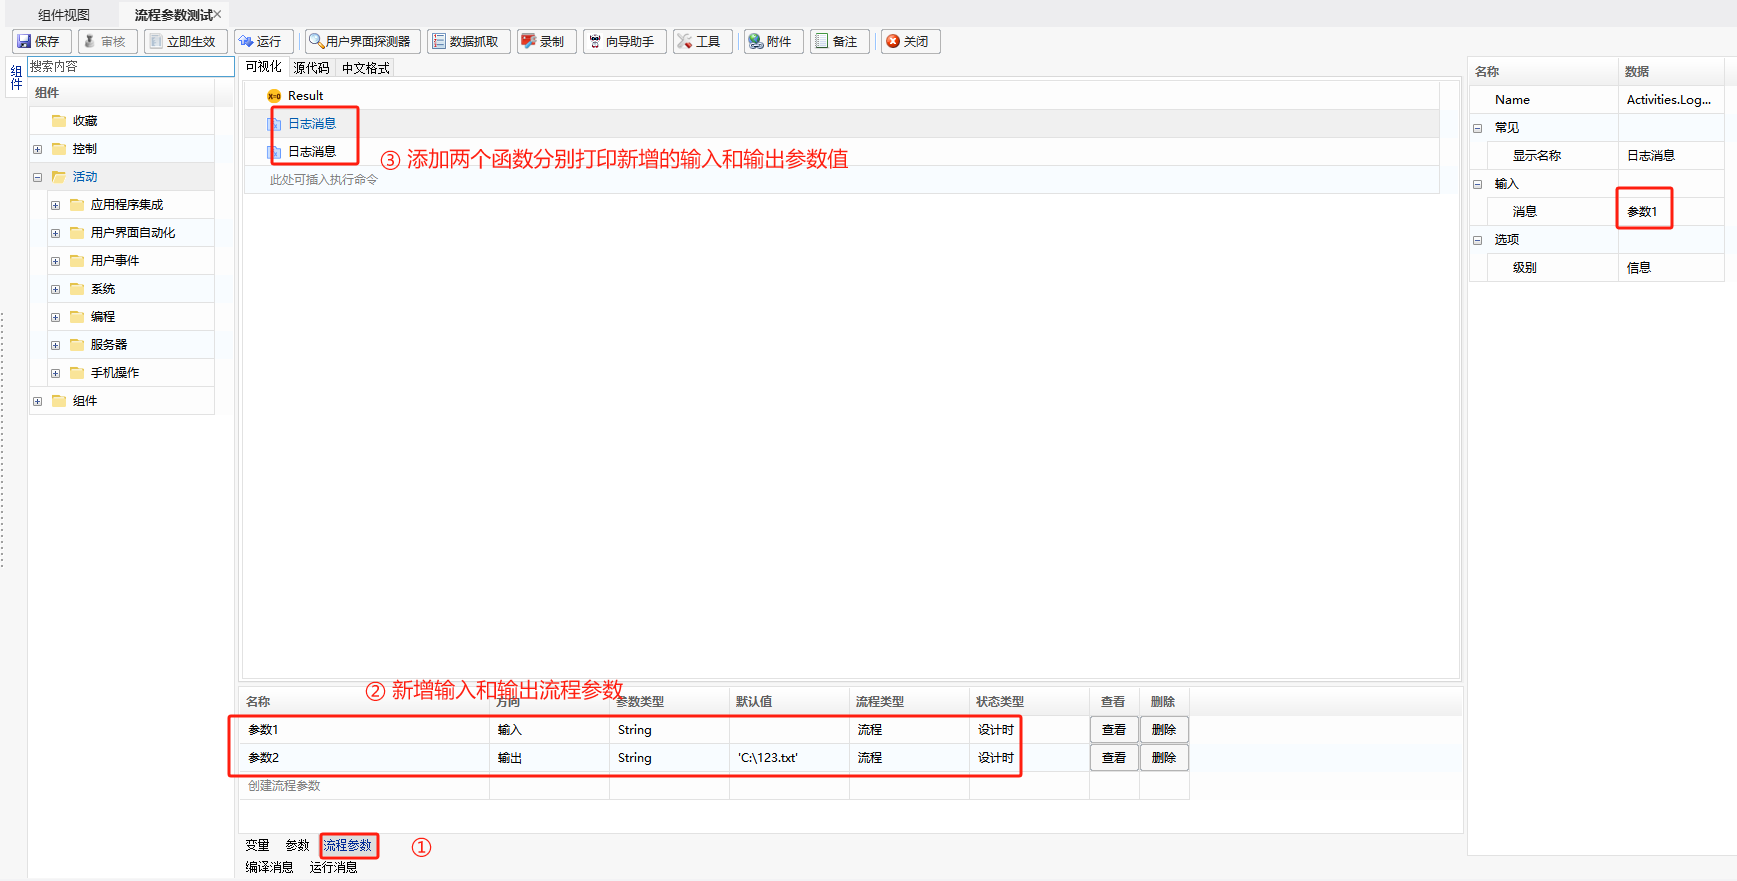 组件视图 流程参数测试
保存 审核 立即生效 运行 用户界面探测器 数据抓取 录制 向导助手 工具 附件 备注 关闭
组件
搜索内容
组件
收藏
控制
活动
应用程序集成
用户界面自动化
用户事件
系统
编程
服务器
手机操作
组件
可视化 源代码 中文格式
Result
日志消息
日志消息
③ 添加两个函数分别打印新增的输入和输出参数值
此处可插入执行命令
② 新增输入和输出流程参数
名称 方向 参数类型 默认值 流程类型 状态类型 查看 删除
参数1 输入 String 流程 设计时 查看 删除
参数2 输出 String 'C:\123.txt' 流程 设计时 查看 删除
创建流程参数
变量 参数 流程参数 ①
编译消息 运行消息
名称 数据
Name Activities.Log...
常见
显示名称 日志消息
输入
消息 参数1
选项
级别 信息